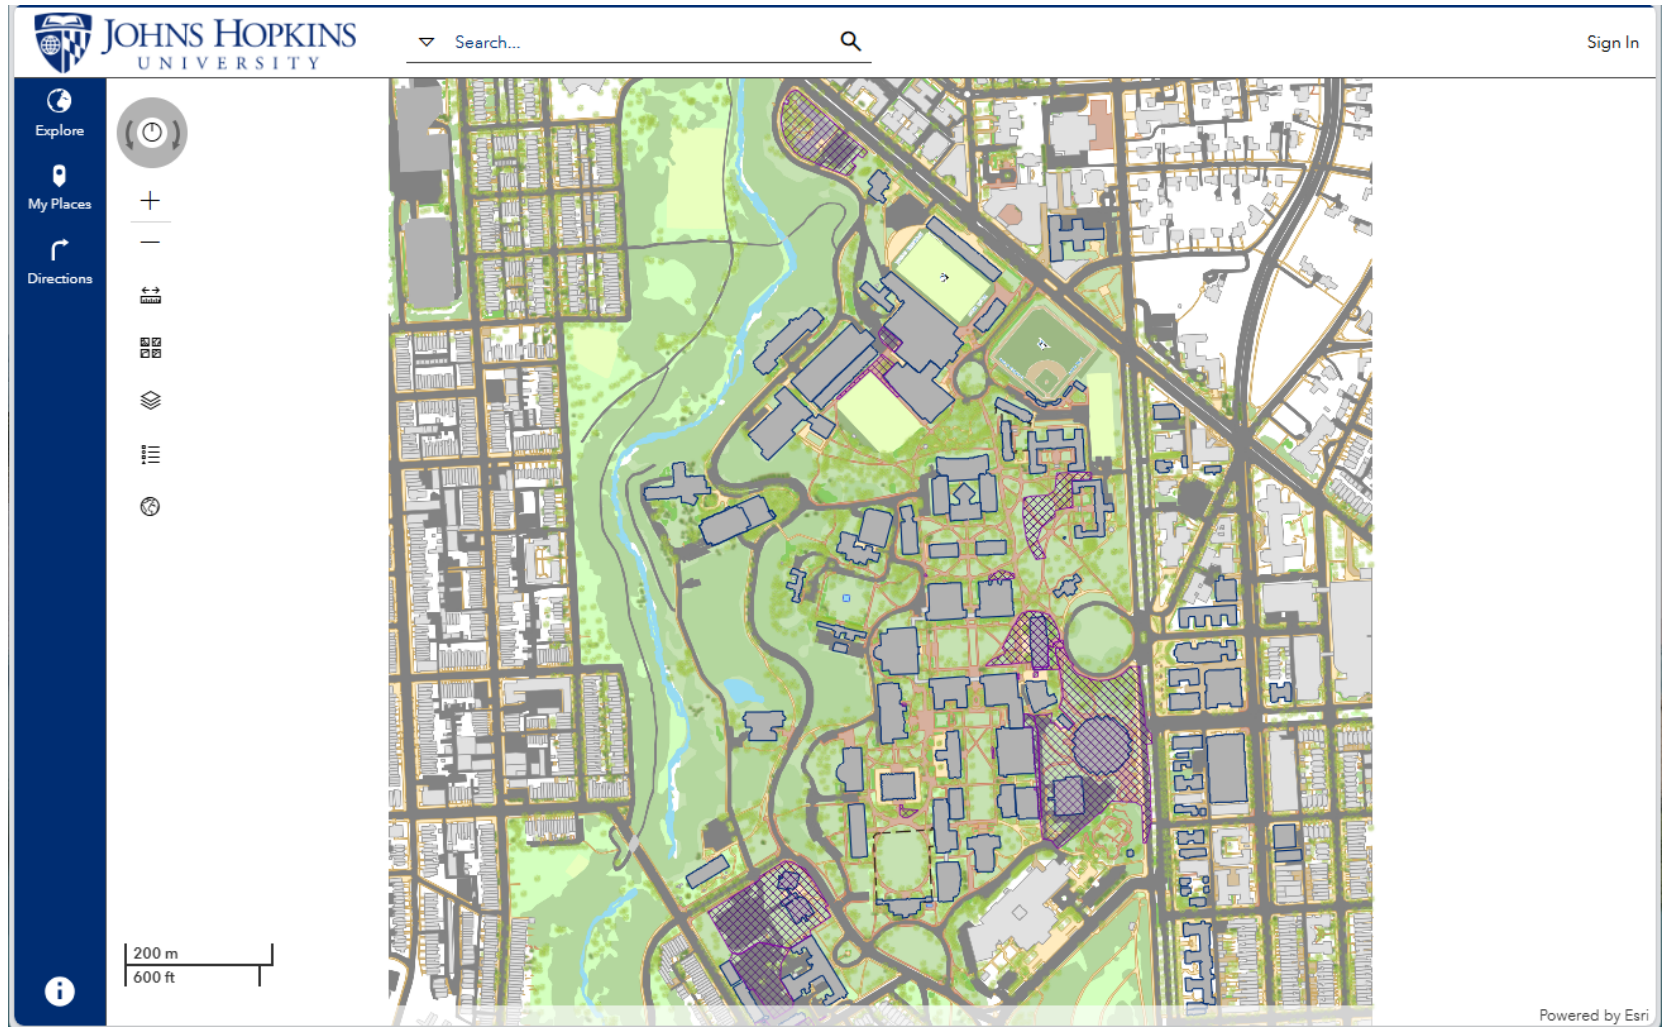 JOHNS HOPKINS
UNIVERSITY
Search...
Sign In
Explore
My Places
Directions
200 m
600 ft
Powered by Esri